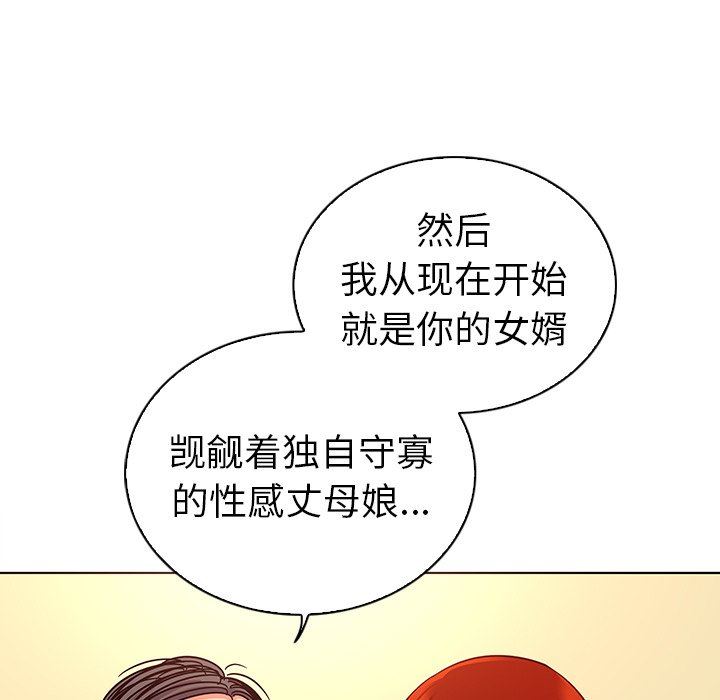 然后
我从现在开始
就是你的女婿
觊觎着独自守寡
的性感丈母娘...